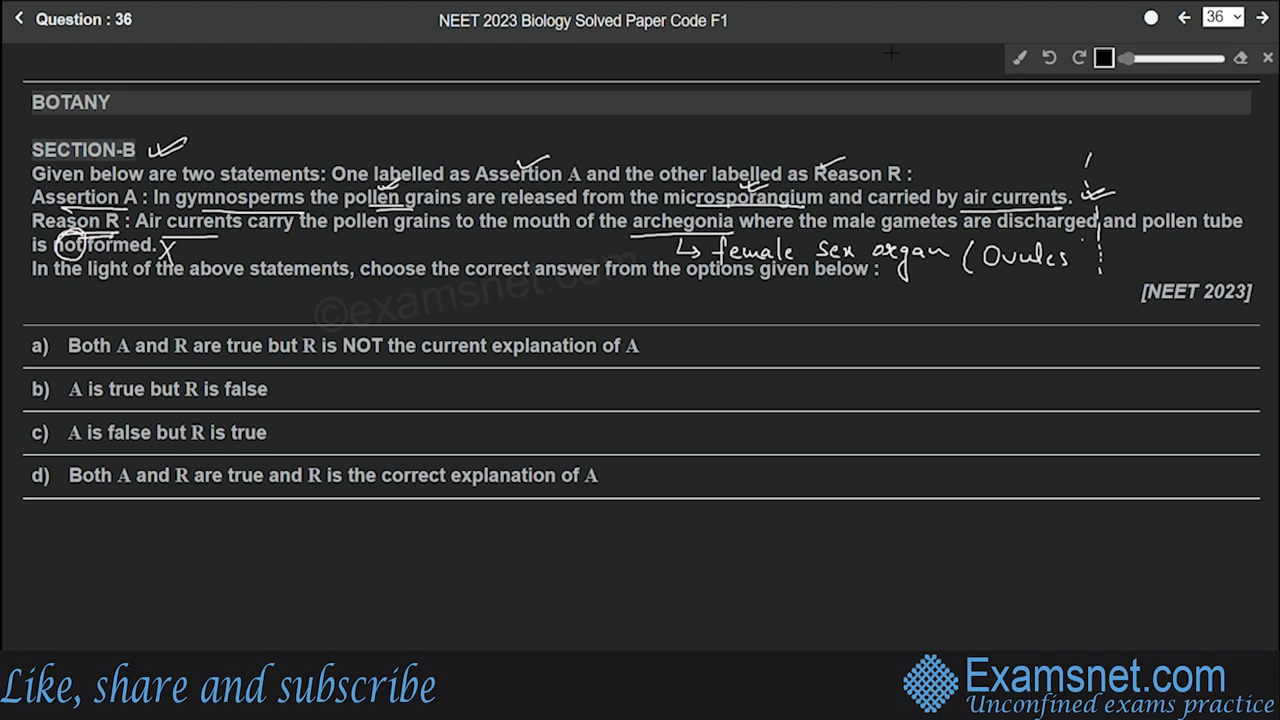 Question : 36
NEET 2023 Biology Solved Paper Code F1
36
BOTANY
SECTION-B
Given below are two statements: One labelled as Assertion A and the other labelled as Reason R :
Assertion A : In gymnosperms the pollen grains are released from the microsporangium and carried by air currents.
Reason R : Air currents carry the pollen grains to the mouth of the archegonia where the male gametes are discharged and pollen tube
is not formed.
female sex organ (Ovules
In the light of the above statements, choose the correct answer from the options given below :
©examsnet.com
[NEET 2023]
a) Both A and R are true but R is NOT the current explanation of A
b) A is true but R is false
c) A is false but R is true
d) Both A and R are true and R is the correct explanation of A
Like, share and subscribe
Examsnet.com
Unconfined exams practice